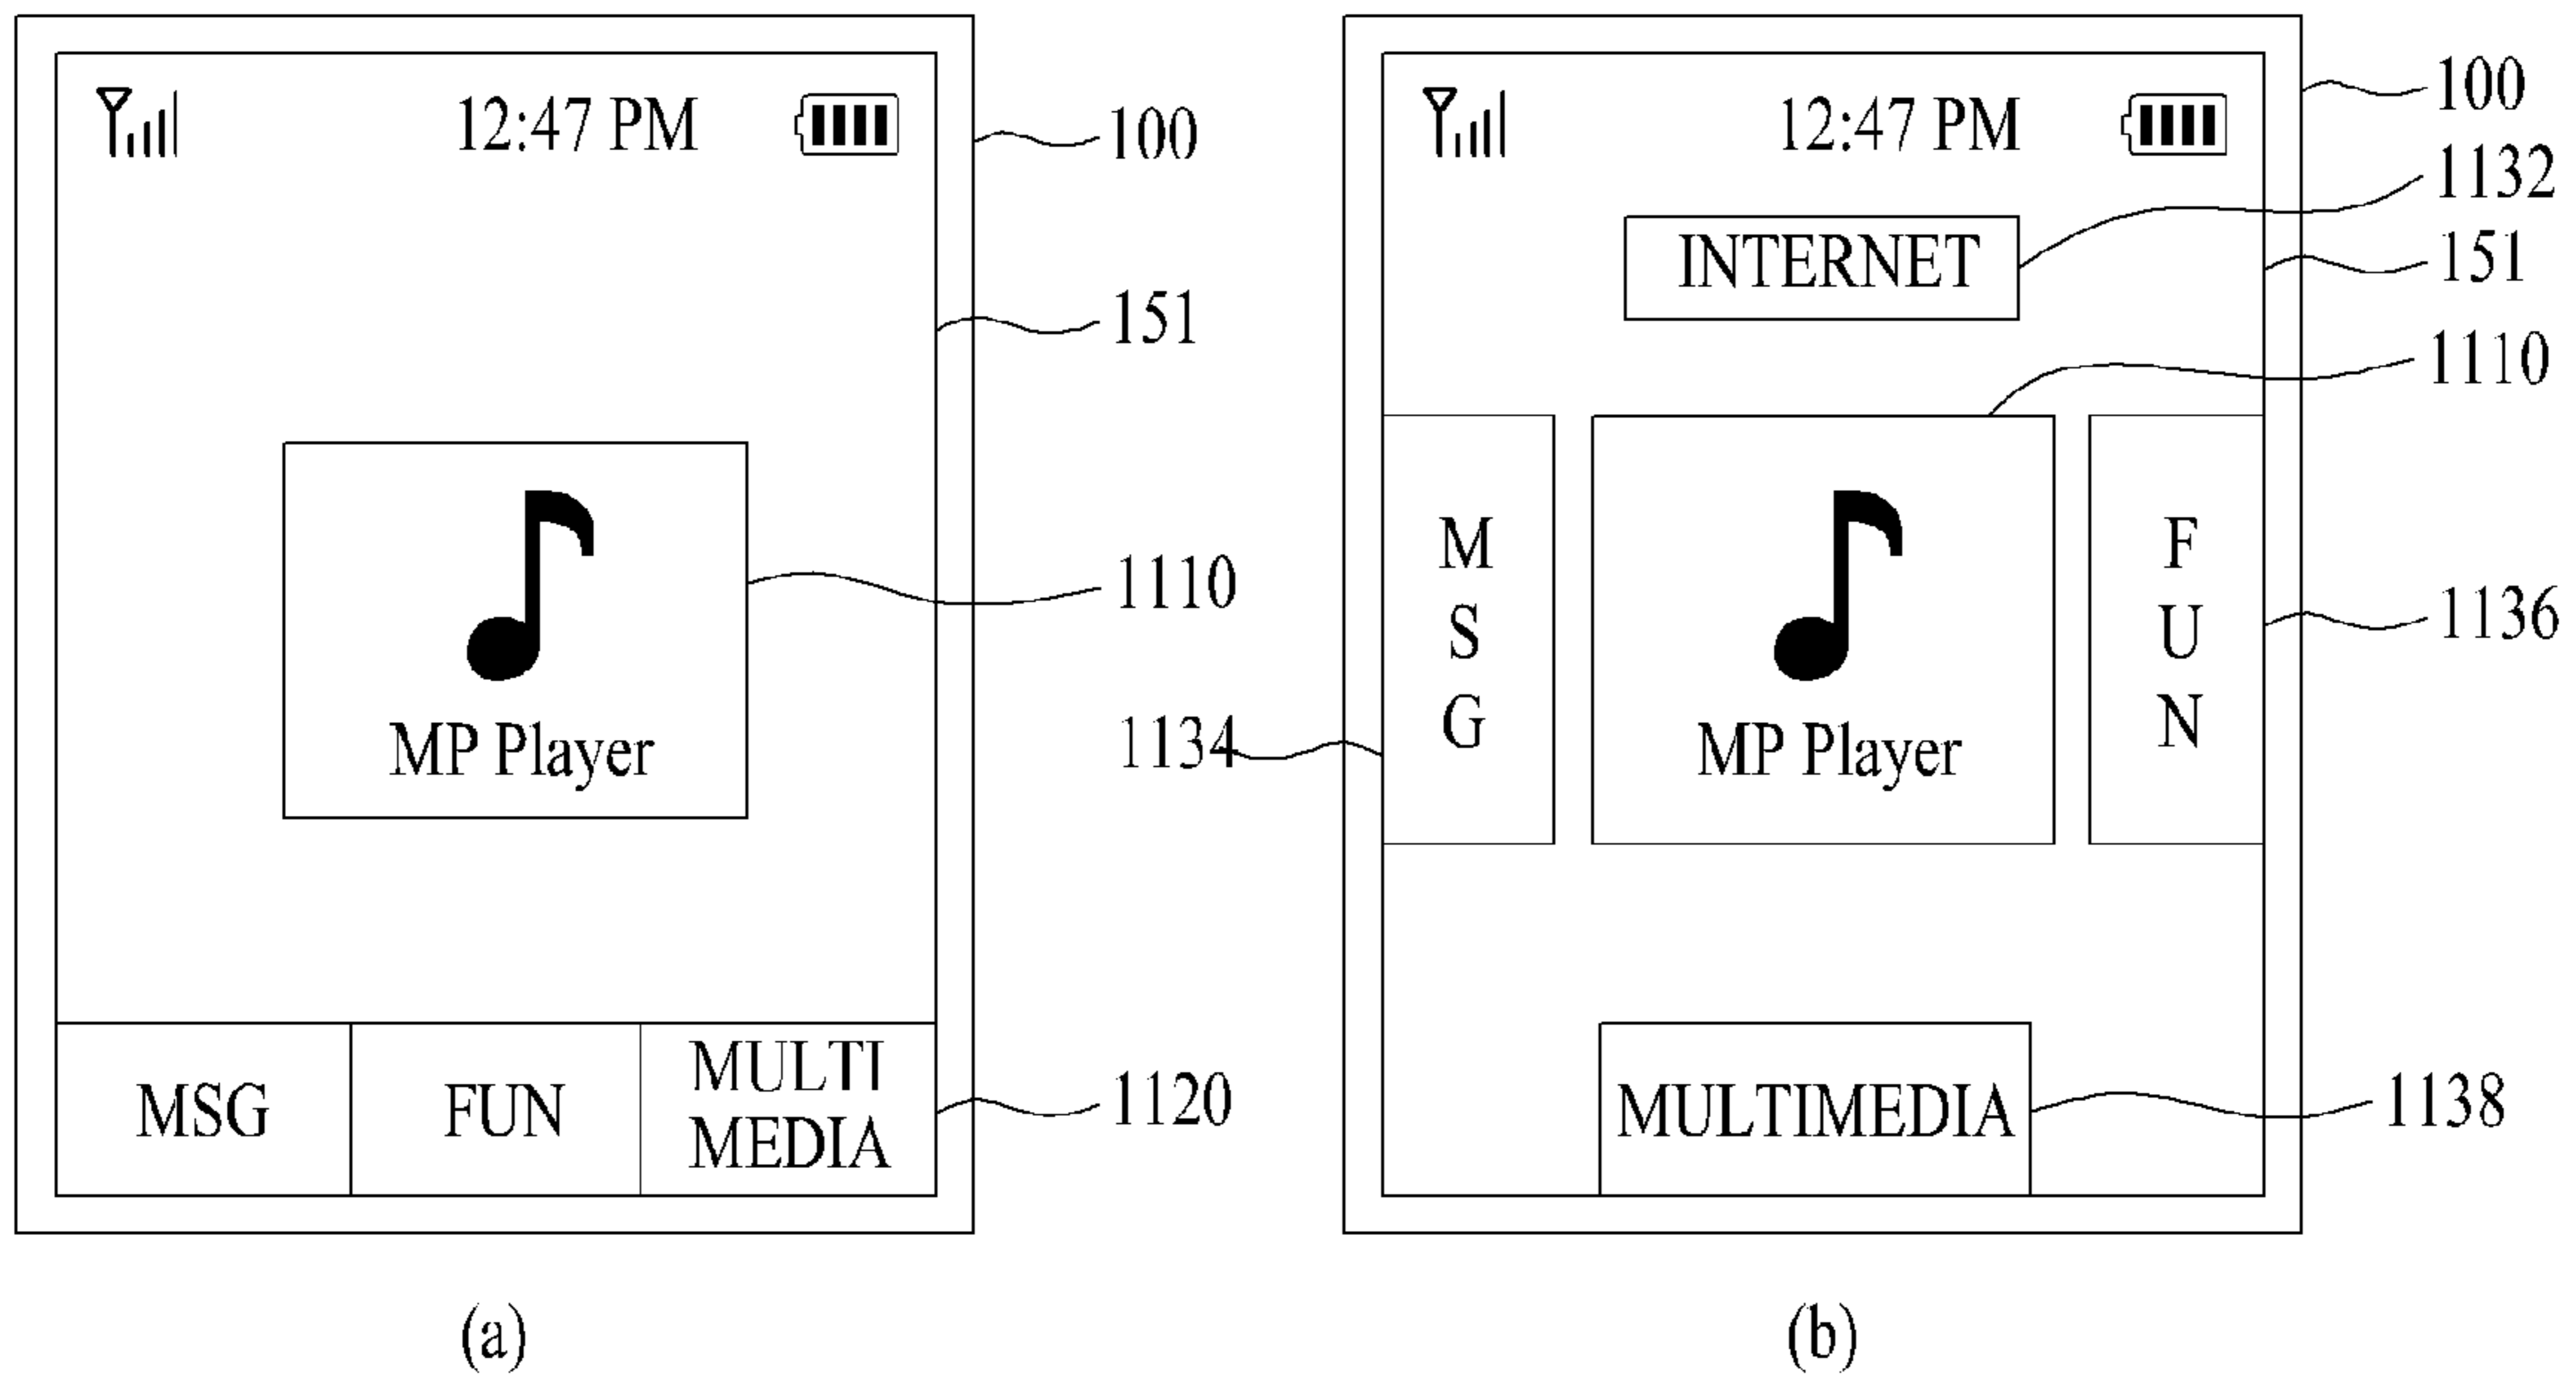 12:47 PM
100
151
1110
MP Player
MSG
FUN
MULTI
MEDIA
1120
(a)
12:47 PM
100
1132
INTERNET
151
1110
M
S
G
MP Player
F
U
N
1136
1134
MULTIMEDIA
1138
(b)